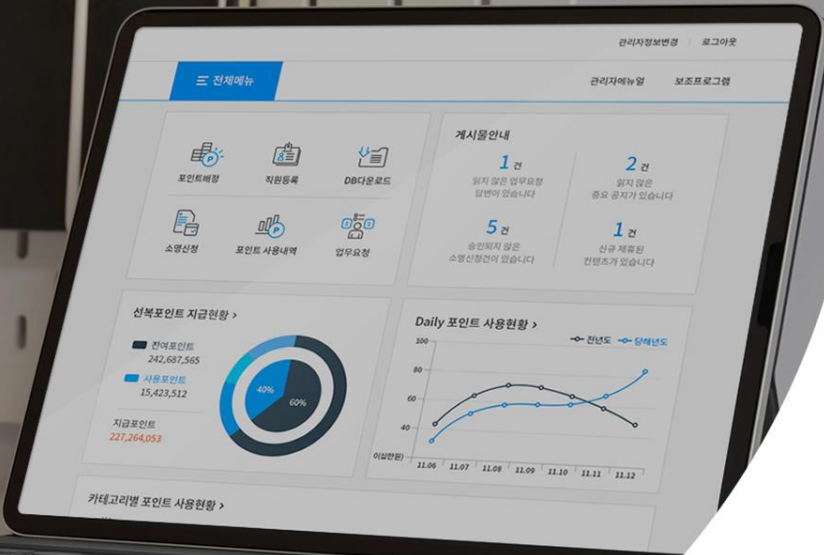 관리자정보변경 로그아웃
전체메뉴
관리자메뉴얼 보조프로그램
포인트배정
직원등록
DB다운로드
소명신청
포인트 사용내역
업무요청
게시물안내
1 건
읽지 않은 업무요청
답변이 있습니다
2 건
읽지 않은
중요 공지가 있습니다
5 건
승인되지 않은
소명신청건이 있습니다
1 건
신규 제휴된
컨텐츠가 있습니다
선복포인트 지급현황 >
잔여포인트
242,687,565
사용포인트
15,423,512
지급포인트
227,264,053
40%
60%
Daily 포인트 사용현황 >
전년도 당해년도
100
80
60
40
0(십만원)
11.06 11.07 11.08 11.09 11.10 11.11 11.12
카테고리별 포인트 사용현황 >